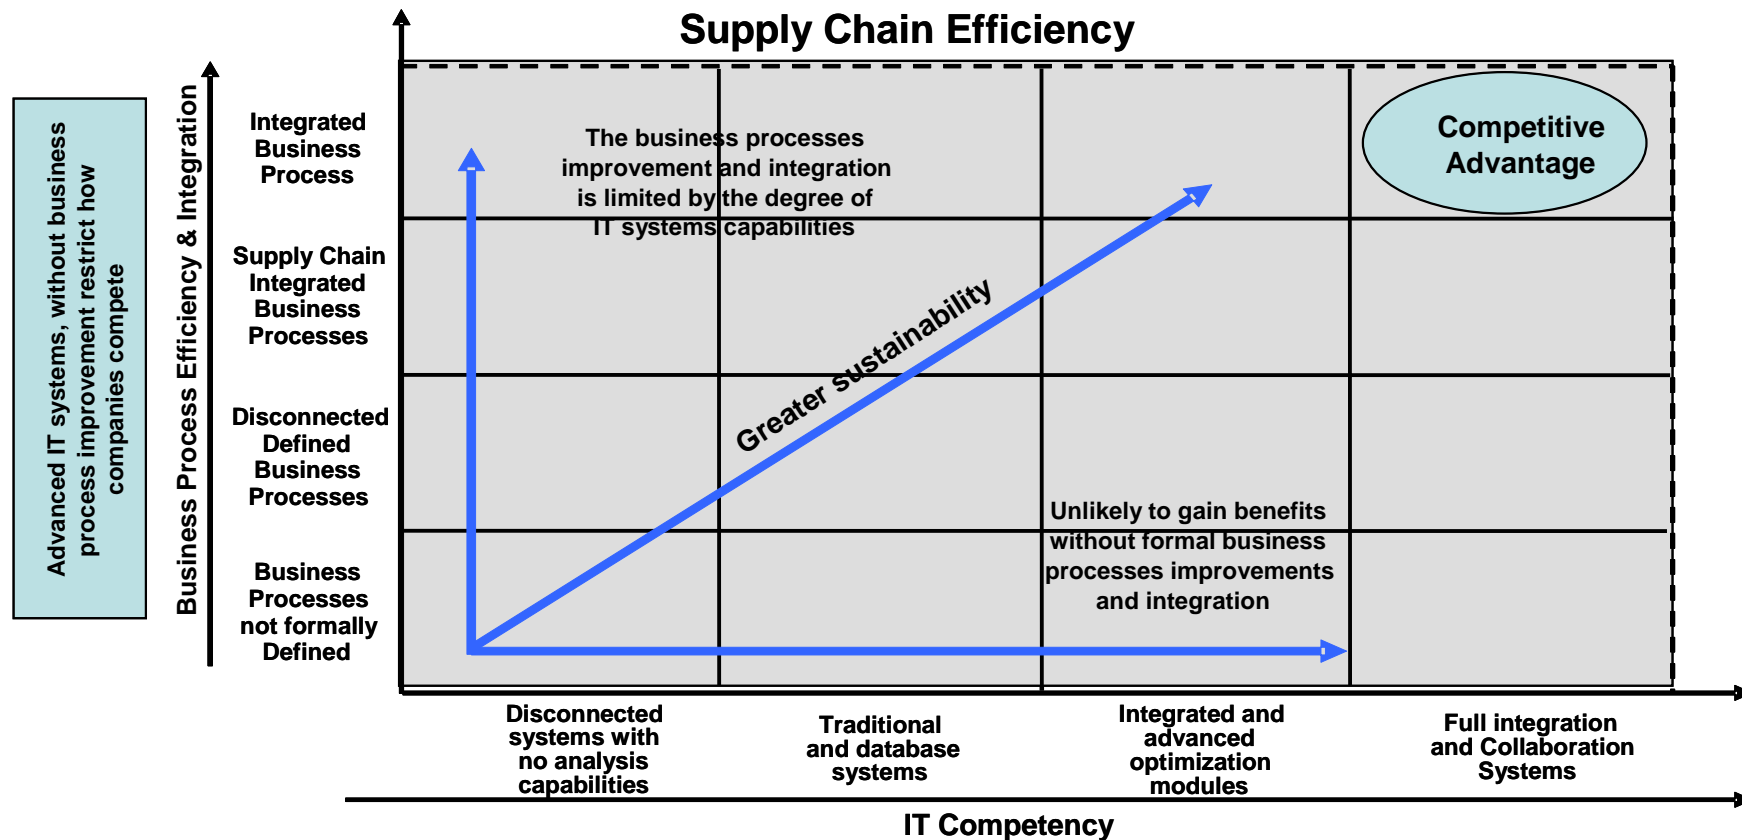 Supply Chain Efficiency
Advanced IT systems, without business
process improvement restrict how
companies compete
Business Process Efficiency & Integration
Integrated
Business
Process
Supply Chain
Integrated
Business
Processes
Disconnected
Defined
Business
Processes
Business
Processes
not formally
Defined
The business processes
improvement and integration
is limited by the degree of
IT systems capabilities
Competitive
Advantage
Greater sustainability
Unlikely to gain benefits
without formal business
processes improvements
and integration
Disconnected
systems with
no analysis
capabilities
Traditional
and database
systems
Integrated and
advanced
optimization
modules
Full integration
and Collaboration
Systems
IT Competency